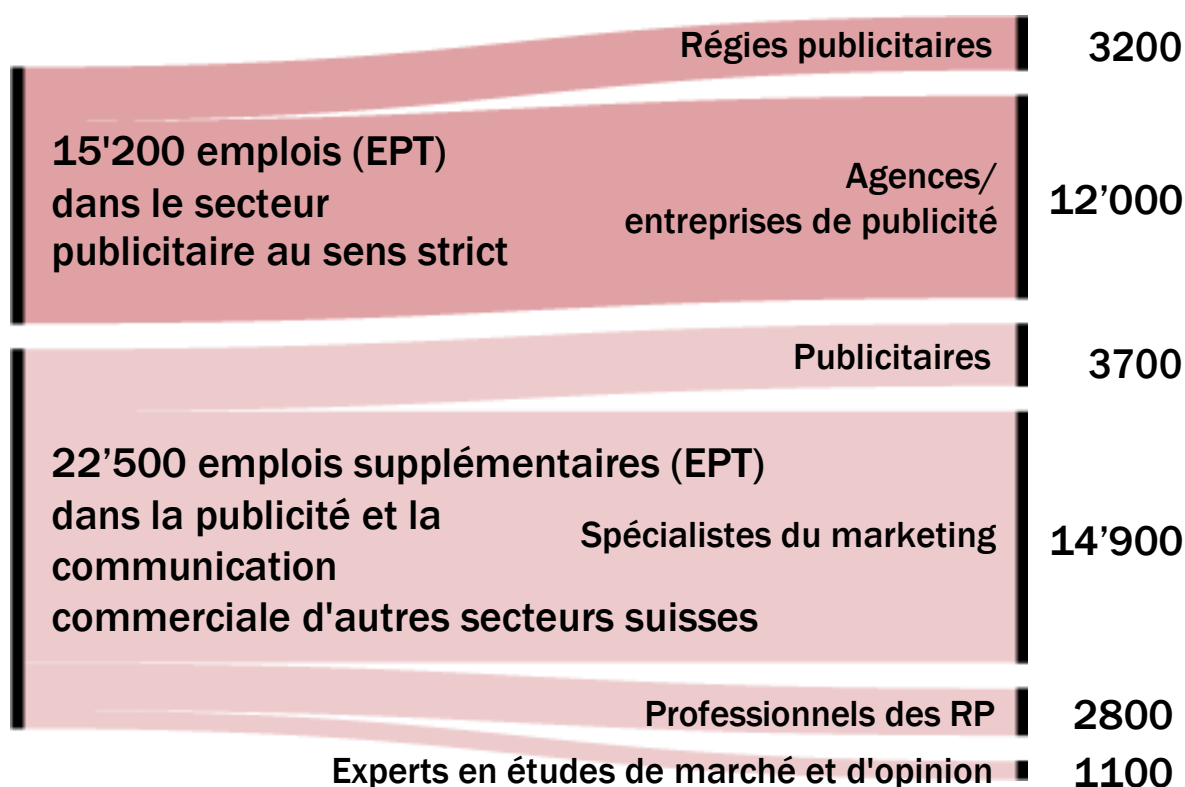 Régies publicitaires 3200
15'200 emplois (EPT)
dans le secteur
publicitaire au sens strict
Agences/
entreprises de publicité
12’000
Publicitaires 3700
22’500 emplois supplémentaires (EPT)
dans la publicité et la
communication
commerciale d'autres secteurs suisses
Spécialistes du marketing 14’900
Professionnels des RP 2800
Experts en études de marché et d'opinion 1100